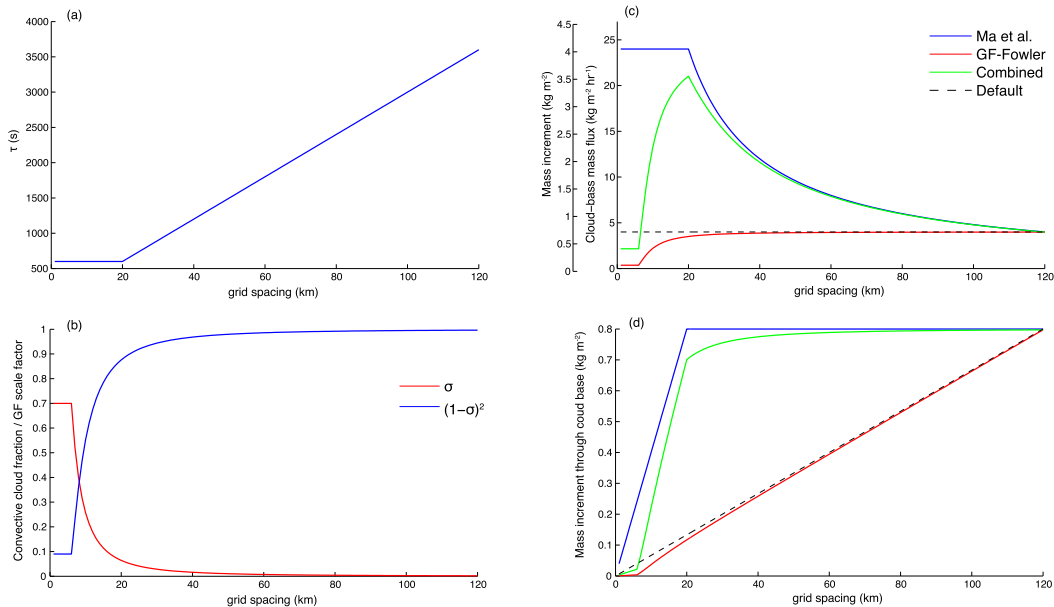 (a)
4000
3500
3000
2500
2000
1500
1000
500
τ (s)
0 20 40 60 80 100 120
grid spacing (km)
(b)
1
0.9
0.8
0.7
0.6
0.5
0.4
0.3
0.2
0.1
0
Convective cloud fraction / GF scale factor
σ
(1−σ)²
0 20 40 60 80 100 120
grid spacing (km)
(c)
4.5
4
3.5
3
2.5
2
1.5
1
0.5
0
Mass increment (kg m⁻²)
25
20
15
10
5
0
Cloud−bass mass flux (kg m⁻² hr⁻¹)
Ma et al.
GF-Fowler
Combined
Default
0 20 40 60 80 100 120
grid spacing (km)
(d)
0.8
0.7
0.6
0.5
0.4
0.3
0.2
0.1
0
Mass increment through coud base (kg m⁻²)
0 20 40 60 80 100 120
grid spacing (km)